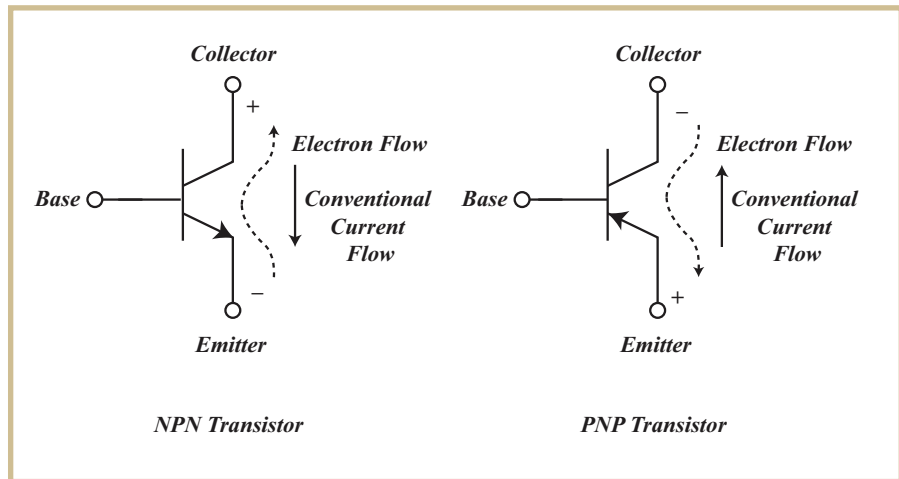 Collector
+
Electron Flow
Base
Conventional
Current
Flow
−
Emitter
NPN Transistor
Collector
−
Electron Flow
Base
Conventional
Current
Flow
+
Emitter
PNP Transistor